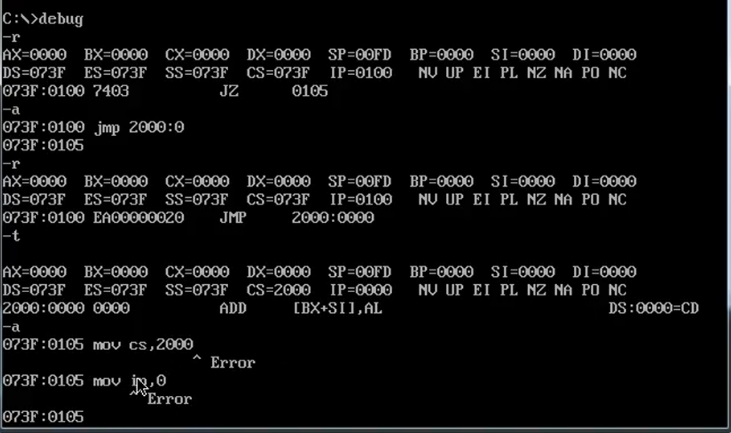 C:\>debug
-r
AX=0000 BX=0000 CX=0000 DX=0000 SP=00FD BP=0000 SI=0000 DI=0000
DS=073F ES=073F SS=073F CS=073F IP=0100 NV UP EI PL NZ NA PO NC
073F:0100 7403 JZ 0105
-a
073F:0100 jmp 2000:0
073F:0105
-r
AX=0000 BX=0000 CX=0000 DX=0000 SP=00FD BP=0000 SI=0000 DI=0000
DS=073F ES=073F SS=073F CS=073F IP=0100 NV UP EI PL NZ NA PO NC
073F:0100 EA00000020 JMP 2000:0000
-t
AX=0000 BX=0000 CX=0000 DX=0000 SP=00FD BP=0000 SI=0000 DI=0000
DS=073F ES=073F SS=073F CS=2000 IP=0000 NV UP EI PL NZ NA PO NC
2000:0000 0000 ADD [BX+SI],AL DS:0000=CD
-a
073F:0105 mov cs,2000
^ Error
073F:0105 mov ip,0
^ Error
073F:0105